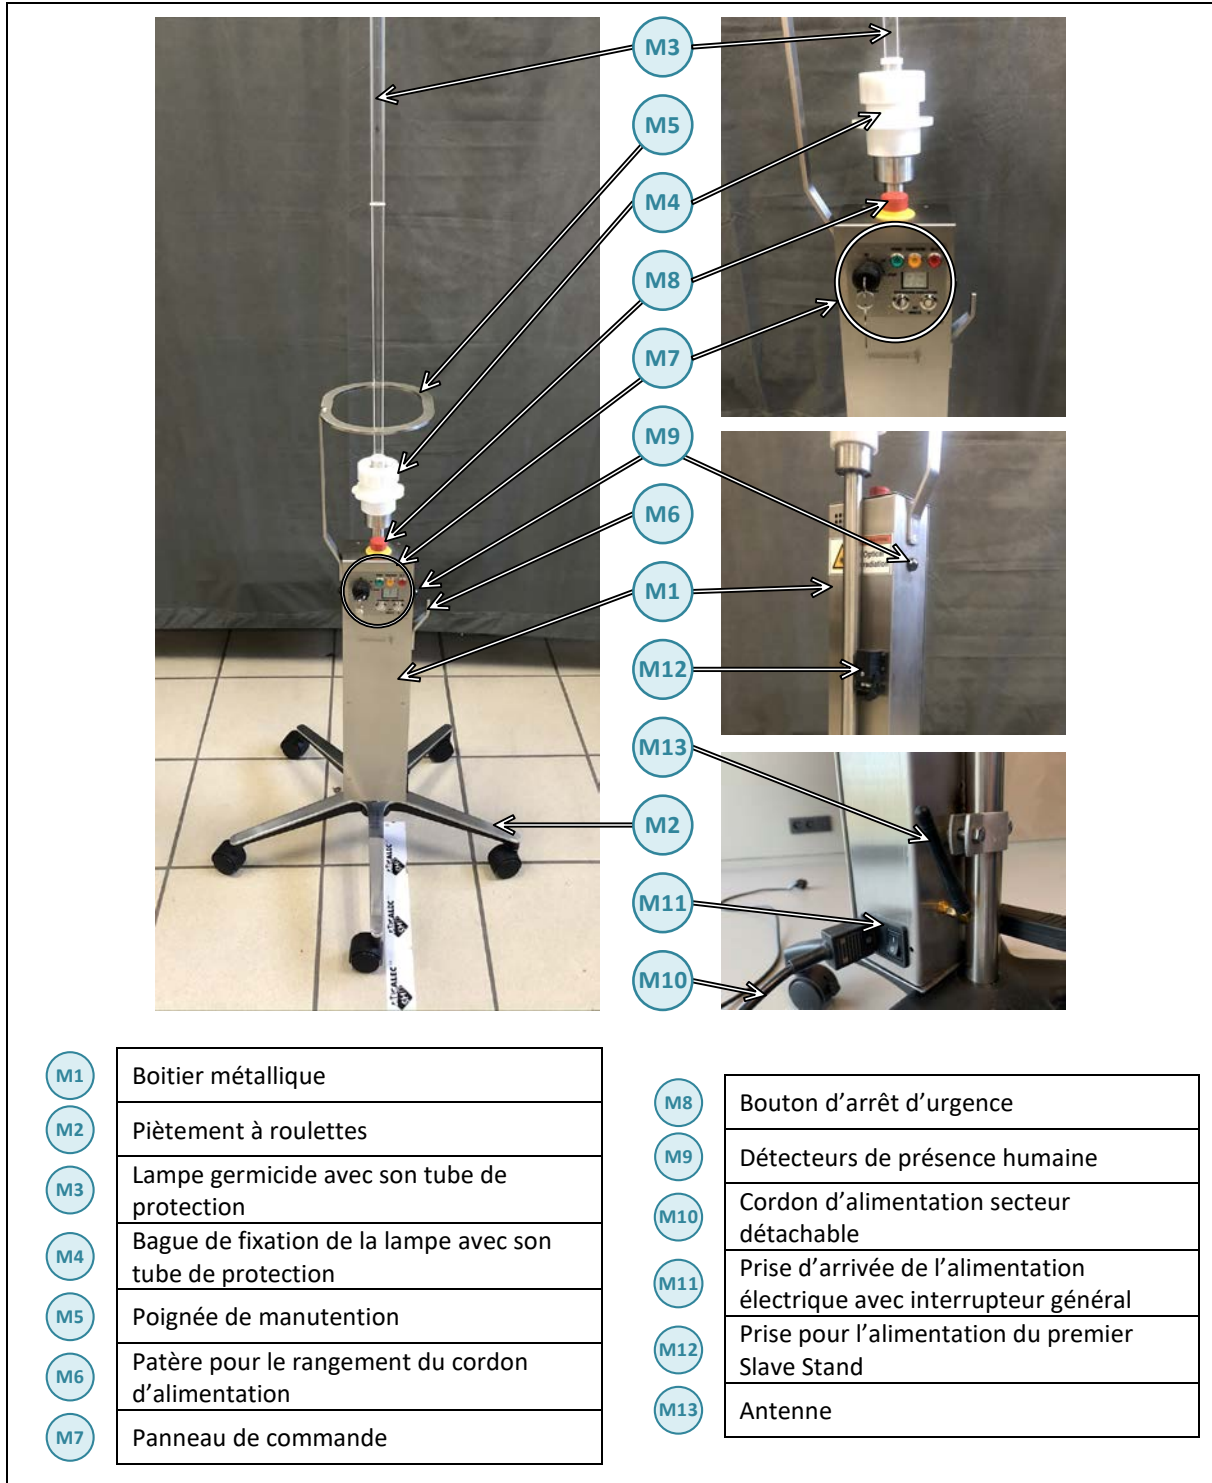 M3
M5
M4
M8
M7
M9
M6
M1
M12
M13
M2
M11
M10
Optical
radiation
M1 Boitier métallique
M2 Piètement à roulettes
M3 Lampe germicide avec son tube de
protection
M4 Bague de fixation de la lampe avec son
tube de protection
M5 Poignée de manutention
M6 Patère pour le rangement du cordon
d'alimentation
M7 Panneau de commande
M8 Bouton d'arrêt d'urgence
M9 Détecteurs de présence humaine
M10 Cordon d'alimentation secteur
détachable
M11 Prise d'arrivée de l'alimentation
électrique avec interrupteur général
M12 Prise pour l'alimentation du premier
Slave Stand
M13 Antenne